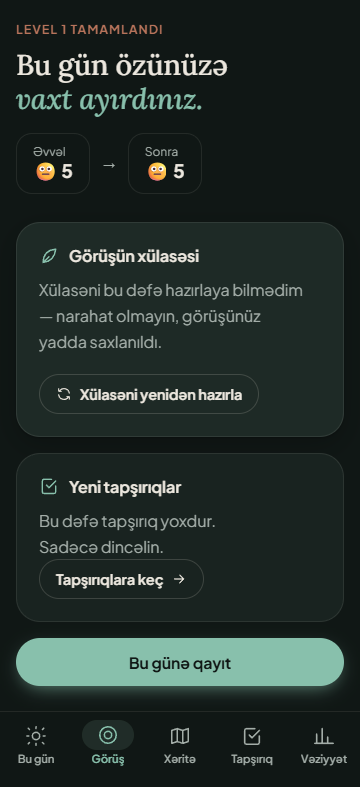 LEVEL 1 TAMAMLANDI
Bu gün özünüzə
vaxt ayırdınız.
Əvvəl
5
→
Sonra
5
Görüşün xülasəsi
Xülasəni bu dəfə hazırlaya bilmədim
— narahat olmayın, görüşünüz
yadda saxlanıldı.
Xülasəni yenidən hazırla
Yeni tapşırıqlar
Bu dəfə tapşırıq yoxdur.
Sadəcə dincəlin.
Tapşırıqlara keç →
Bu günə qayıt
Bu gün
Görüş
Xəritə
Tapşırıq
Vəziyyət